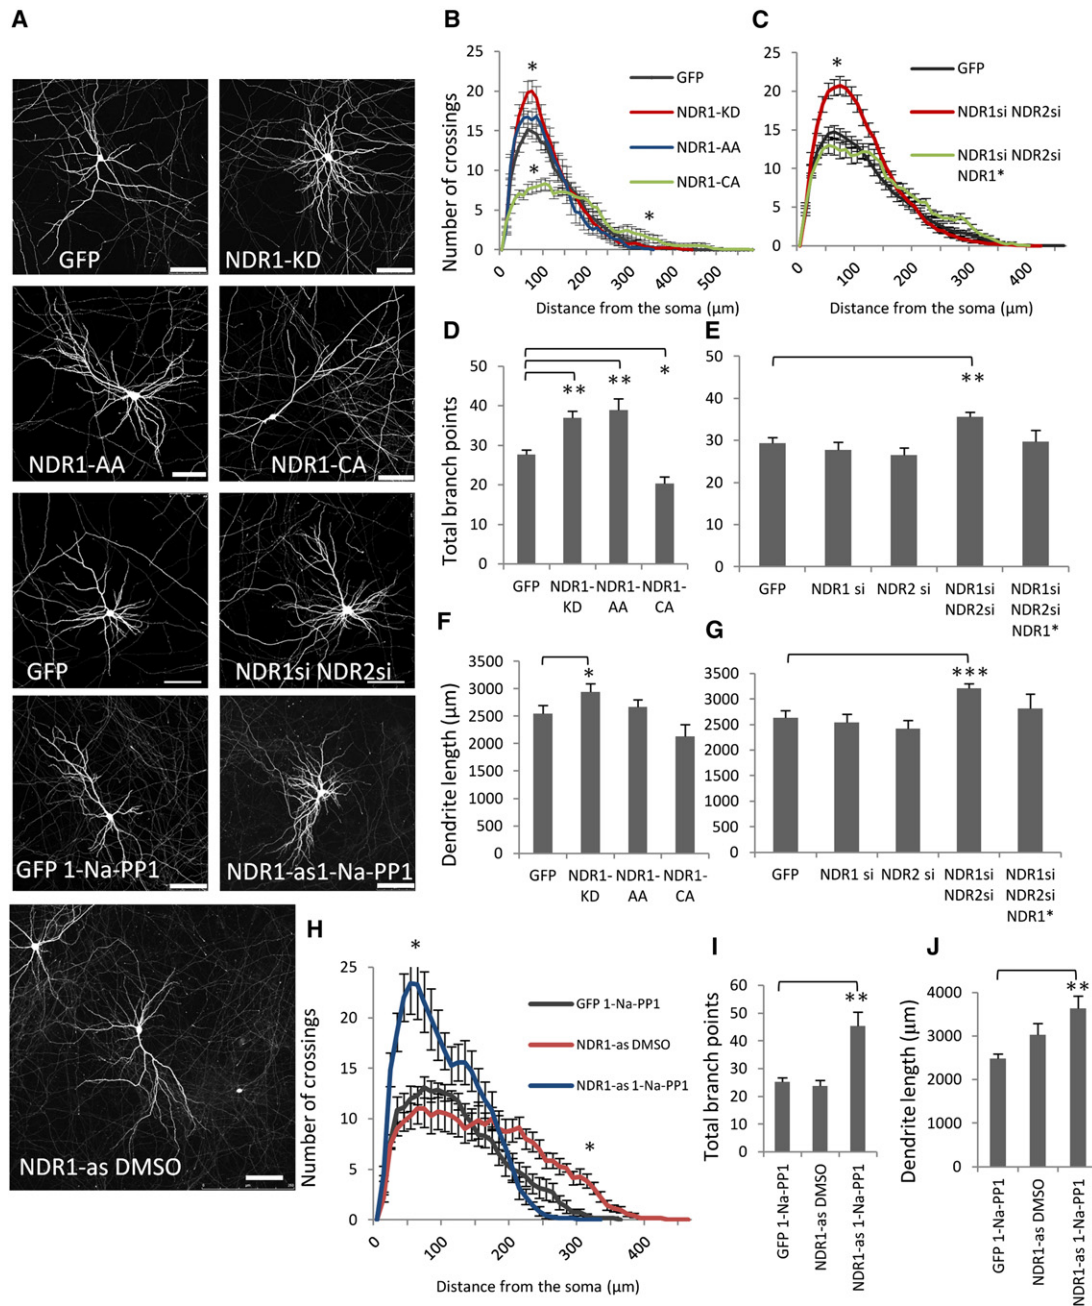 A
GFP
NDR1-KD
NDR1-AA
NDR1-CA
GFP
NDR1si NDR2si
GFP 1-Na-PP1
NDR1-as1-Na-PP1
NDR1-as DMSO
B
25
20
15
10
5
0
Number of crossings
*
*
*
GFP
NDR1-KD
NDR1-AA
NDR1-CA
0
100
200
300
400
500
Distance from the soma (μm)
C
25
20
15
10
5
0
*
GFP
NDR1si NDR2si
NDR1si NDR2si
NDR1*
0
100
200
300
400
Distance from the soma (μm)
D
50
40
30
20
10
0
Total branch points
**
**
*
GFP
NDR1-
KD
NDR1-
AA
NDR1-
CA
E
50
40
30
20
10
0
**
GFP
NDR1 si
NDR2 si
NDR1si
NDR2si
NDR1si
NDR2si
NDR1*
F
3500
3000
2500
2000
1500
1000
500
0
Dendrite length (μm)
*
GFP
NDR1-
KD
NDR1-
AA
NDR1-
CA
G
3500
3000
2500
2000
1500
1000
500
0
***
GFP
NDR1 si
NDR2 si
NDR1si
NDR2si
NDR1si
NDR2si
NDR1*
H
25
20
15
10
5
0
Number of crossings
*
*
GFP 1-Na-PP1
NDR1-as DMSO
NDR1-as 1-Na-PP1
0
100
200
300
400
Distance from the soma (μm)
I
60
50
40
30
20
10
0
Total branch points
**
GFP 1-Na-PP1
NDR1-as DMSO
NDR1-as 1-Na-PP1
J
4000
3000
2000
1000
0
Dendrite length (μm)
**
GFP 1-Na-PP1
NDR1-as DMSO
NDR1-as 1-Na-PP1